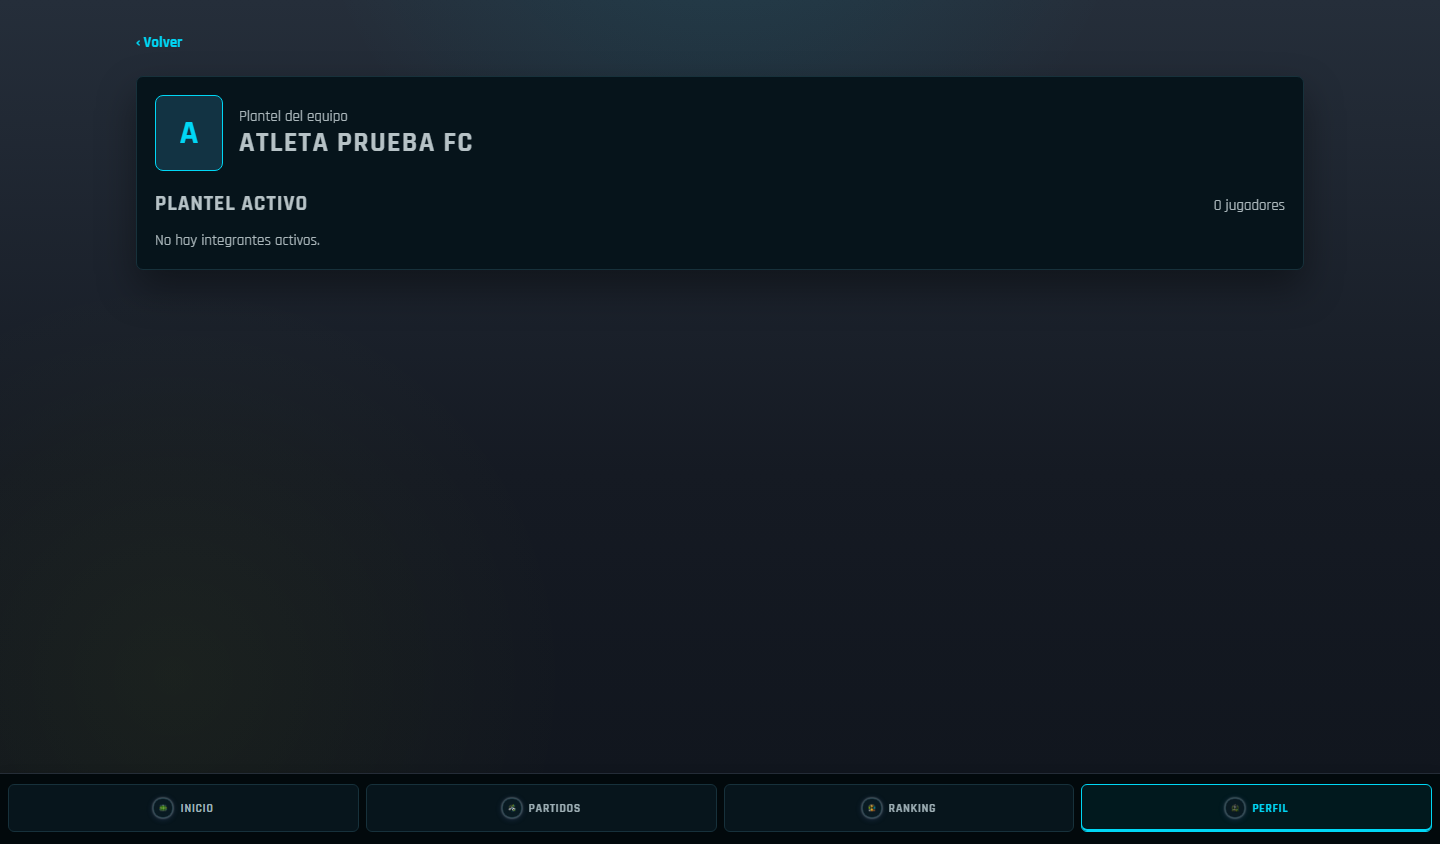 ‹ Volver
A
Plantel del equipo
ATLETA PRUEBA FC
PLANTEL ACTIVO
0 jugadores
No hay integrantes activos.
INICIO
PARTIDOS
RANKING
PERFIL